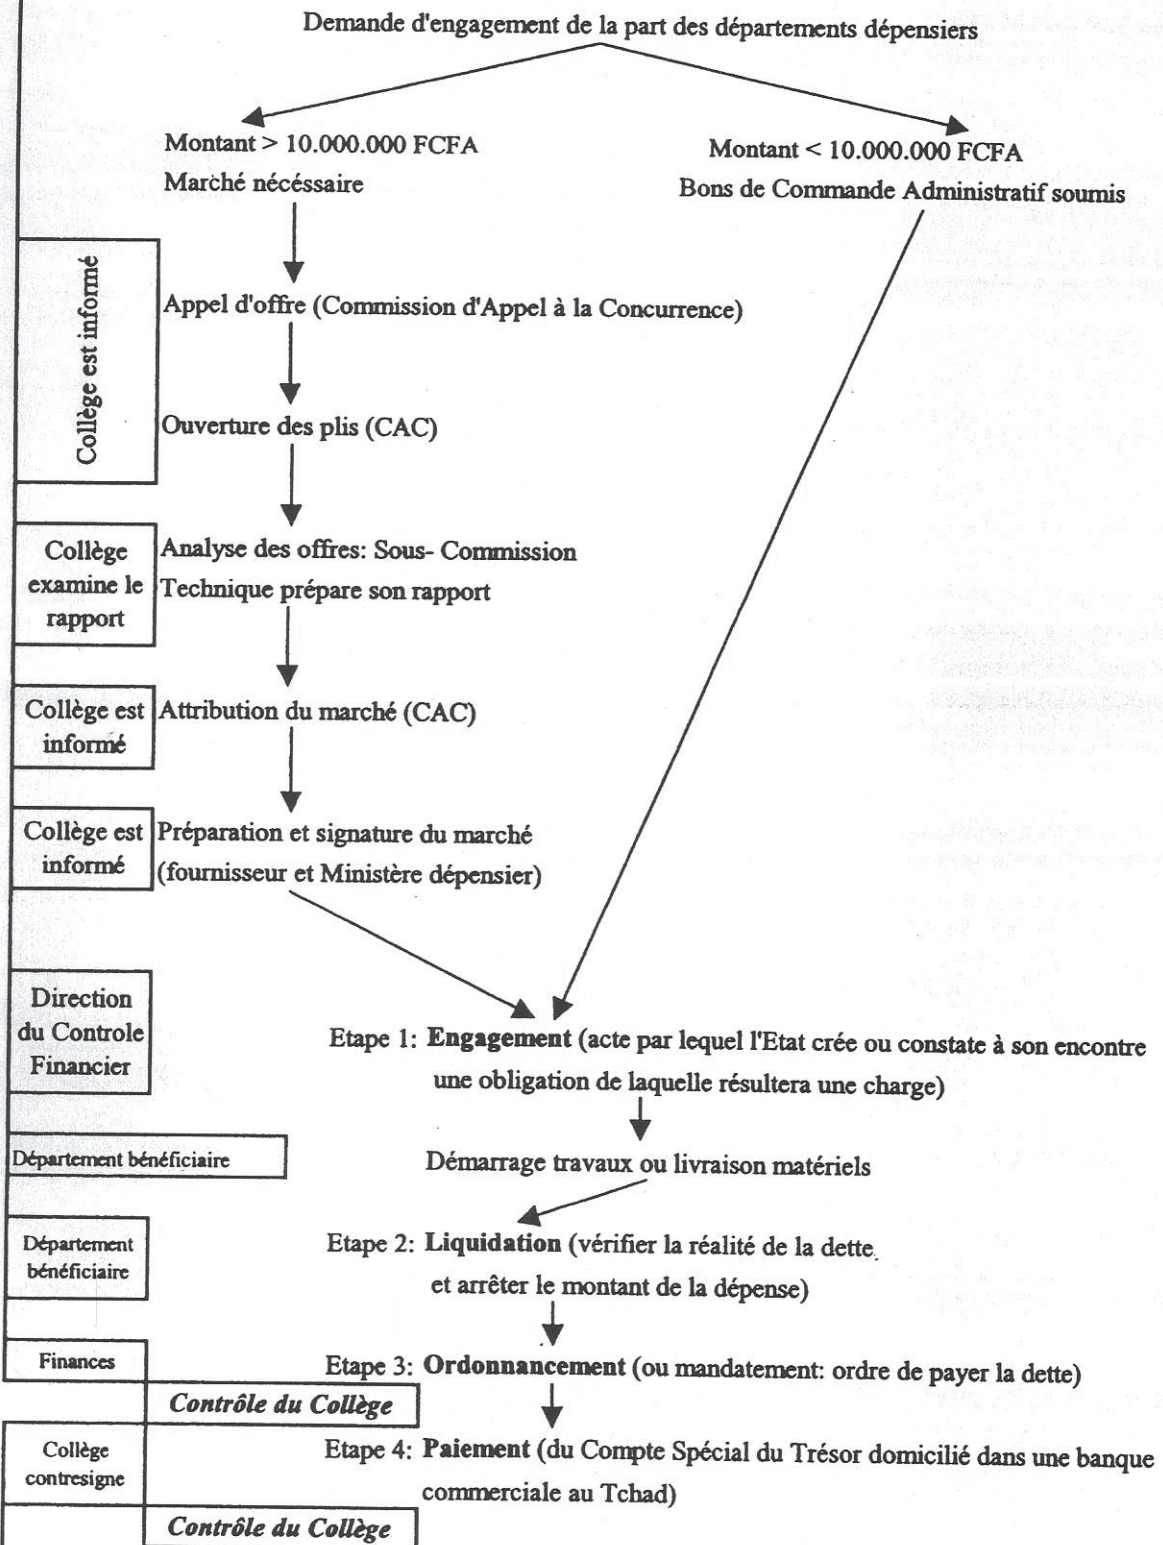 Demande d'engagement de la part des départements dépensiers
Montant > 10.000.000 FCFA
Marché nécéssaire
Montant < 10.000.000 FCFA
Bons de Commande Administratif soumis
Collège est informé
Appel d'offre (Commission d'Appel à la Concurrence)
Ouverture des plis (CAC)
Collège
examine le
rapport
Analyse des offres: Sous- Commission
Technique prépare son rapport
Collège est
informé
Attribution du marché (CAC)
Collège est
informé
Préparation et signature du marché
(fournisseur et Ministère dépensier)
Direction
du Controle
Financier
Etape 1: Engagement (acte par lequel l'Etat crée ou constate à son encontre
une obligation de laquelle résultera une charge)
Département bénéficiaire
Démarrage travaux ou livraison matériels
Département
bénéficiaire
Etape 2: Liquidation (vérifier la réalité de la dette
et arrêter le montant de la dépense)
Finances
Etape 3: Ordonnancement (ou mandatement: ordre de payer la dette)
Contrôle du Collège
Collège
contresigne
Etape 4: Paiement (du Compte Spécial du Trésor domicilié dans une banque
commerciale au Tchad)
Contrôle du Collège